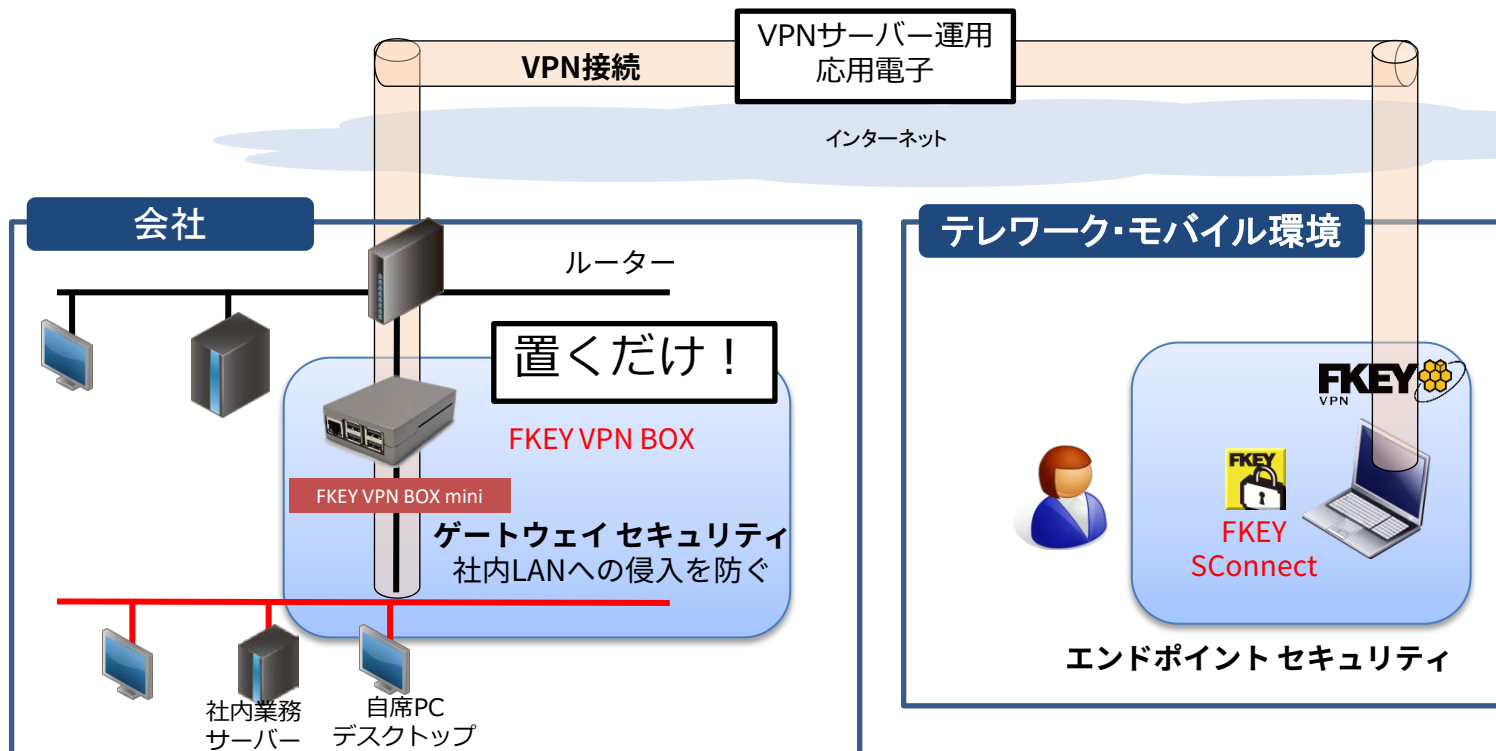 VPNサーバー運用
応用電子
VPN接続
インターネット
会社
テレワーク・モバイル環境
ルーター
置くだけ！
FKEY VPN BOX
FKEY VPN BOX mini
ゲートウェイ セキュリティ
社内LANへの侵入を防ぐ
社内業務
サーバー
自席PC
デスクトップ
FKEY
VPN
FKEY
FKEY
SConnect
エンドポイント セキュリティ